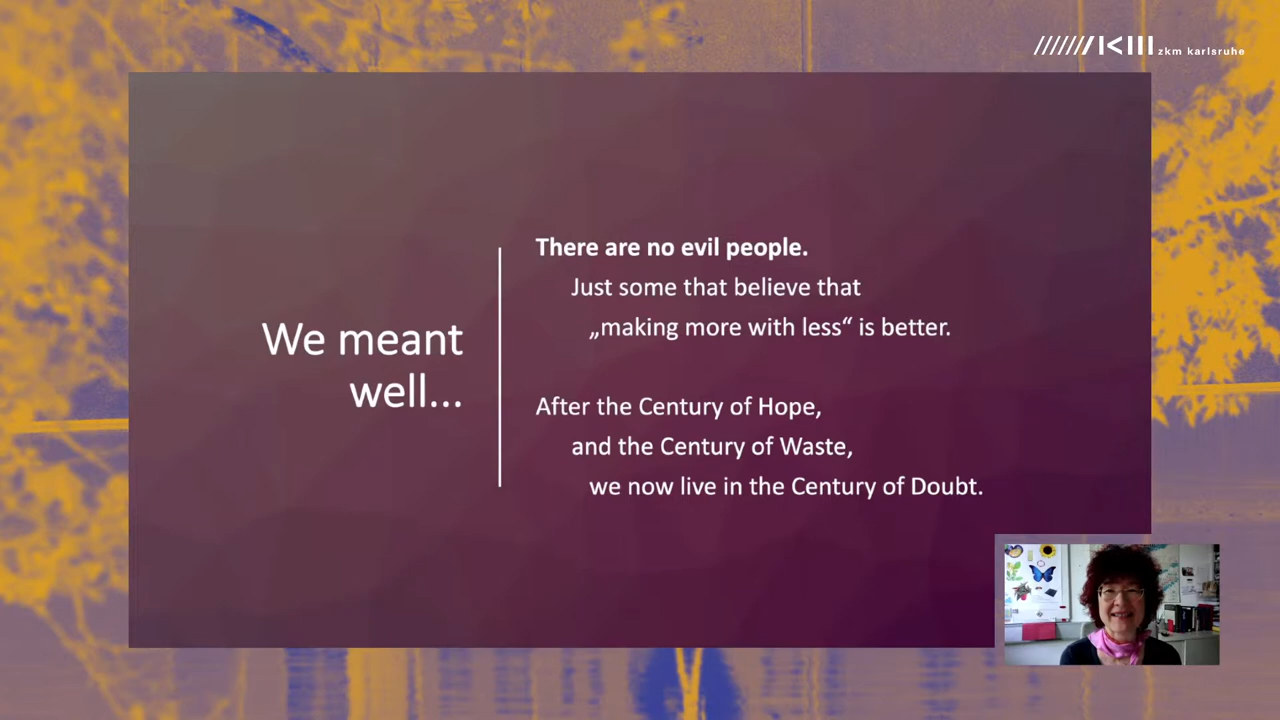 zkm karlsruhe
We meant
well...
There are no evil people.
Just some that believe that
„making more with less“ is better.
After the Century of Hope,
and the Century of Waste,
we now live in the Century of Doubt.